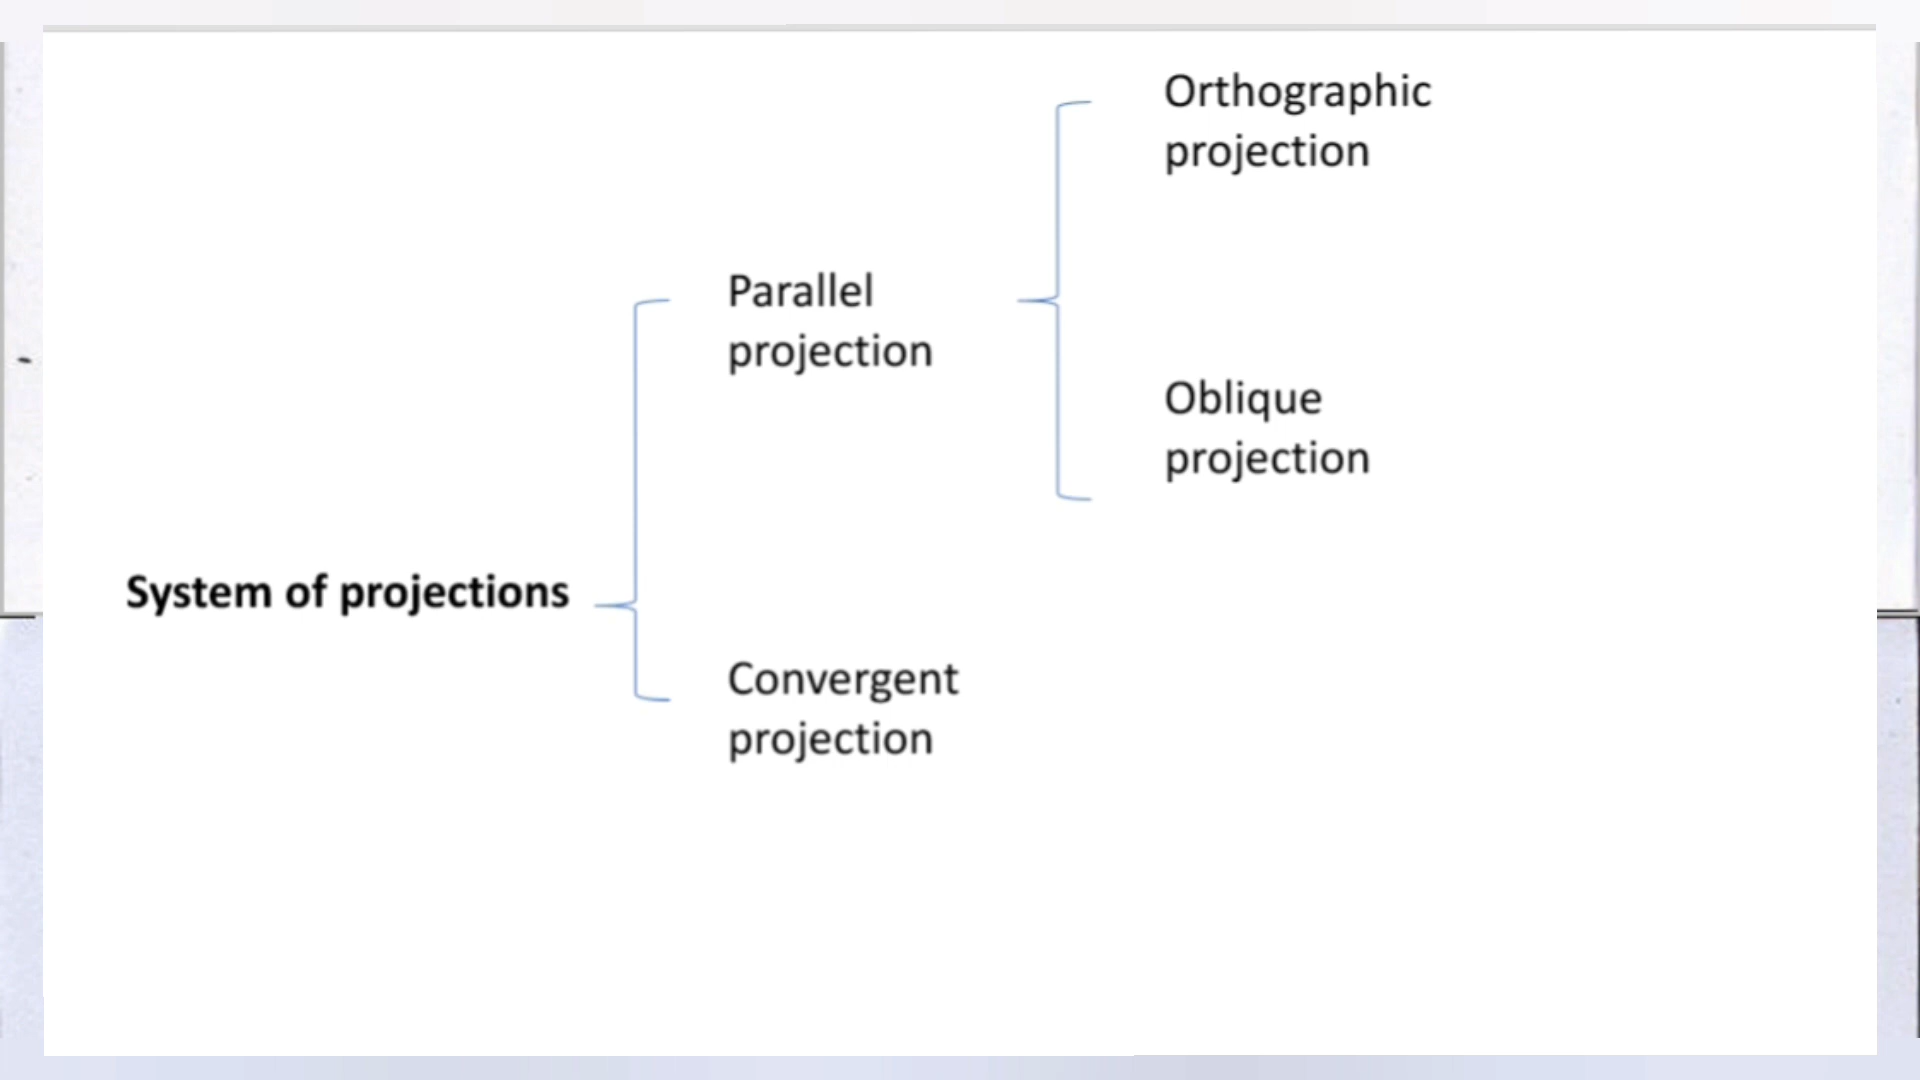 Orthographic
projection
Parallel
projection
Oblique
projection
System of projections
Convergent
projection